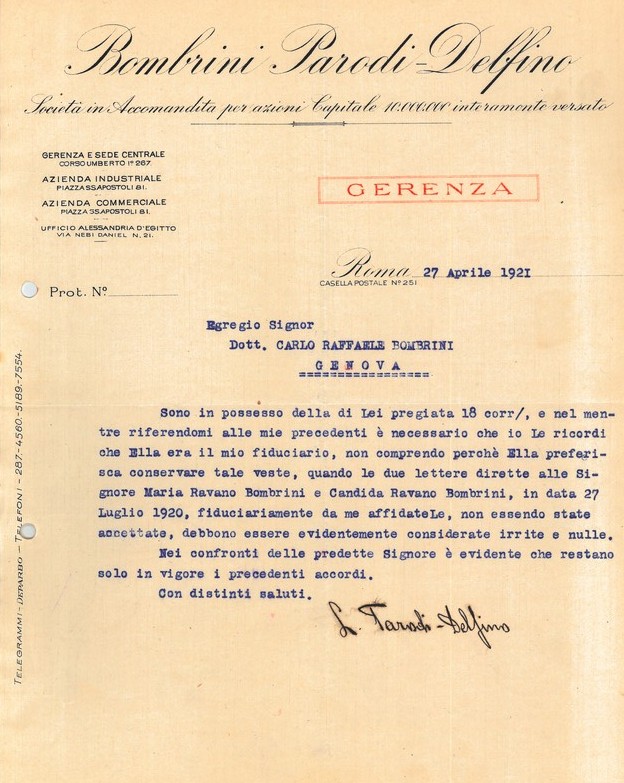 Bombrini Parodi-Delfino
Società in Accomandita per azioni Capitale 10.000.000 interamente versato
GERENZA E SEDE CENTRALE
CORSO UMBERTO 1º 267.
AZIENDA INDUSTRIALE
PIAZZA SS. APOSTOLI 81.
AZIENDA COMMERCIALE
PIAZZA SS. APOSTOLI 81.
UFFICIO ALESSANDRIA D'EGITTO
VIA NEBI DANIEL N. 21.
GERENZA
Roma 27 Aprile 1921
CASELLA POSTALE Nº 251
Prot. Nº
Egregio Signor
Dott. CARLO RAFFAELE BOMBRINI
GENOVA
Sono in possesso della di Lei pregiata 18 corr/, e nel men-
tre riferendomi alle mie precedenti è necessario che io Le ricordi
che Ella era il mio fiduciario, non comprendo perchè Ella preferi-
sca conservare tale veste, quando le due lettere dirette alle Si-
gnore Maria Ravano Bombrini e Candida Ravano Bombrini, in data 27
Luglio 1920, fiduciariamente da me affidateLe, non essendo state
accettate, debbono essere evidentemente considerate irrite e nulle.
Nei confronti delle predette Signore è evidente che restano
solo in vigore i precedenti accordi.
Con distinti saluti.
L. Parodi-Delfino
TELEGRAMMI-DEPARBO — TELEFONI - 287-4560-5189-7554.